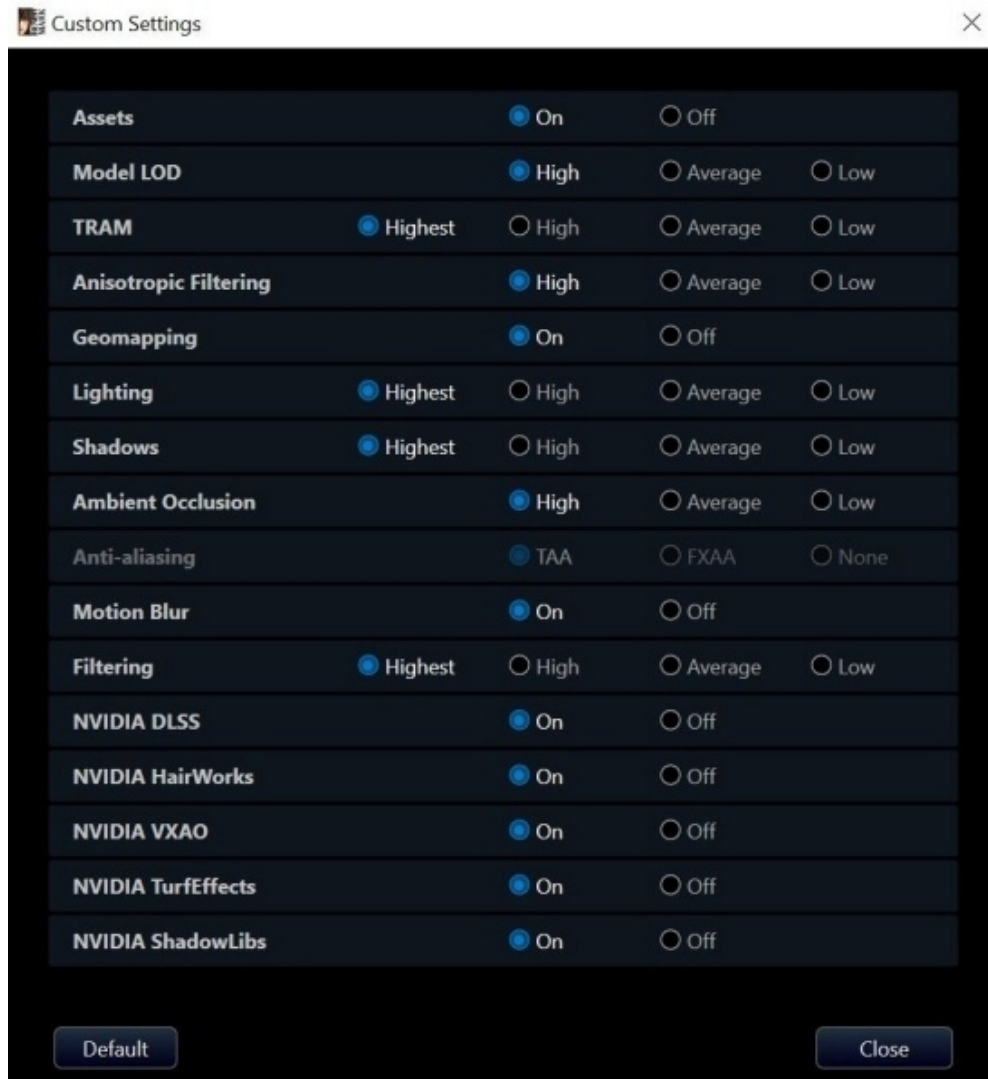 Custom Settings
Assets On Off
Model LOD High Average Low
TRAM Highest High Average Low
Anisotropic Filtering High Average Low
Geomapping On Off
Lighting Highest High Average Low
Shadows Highest High Average Low
Ambient Occlusion High Average Low
Anti-aliasing TAA FXAA None
Motion Blur On Off
Filtering Highest High Average Low
NVIDIA DLSS On Off
NVIDIA HairWorks On Off
NVIDIA VXAO On Off
NVIDIA TurfEffects On Off
NVIDIA ShadowLibs On Off
Default Close